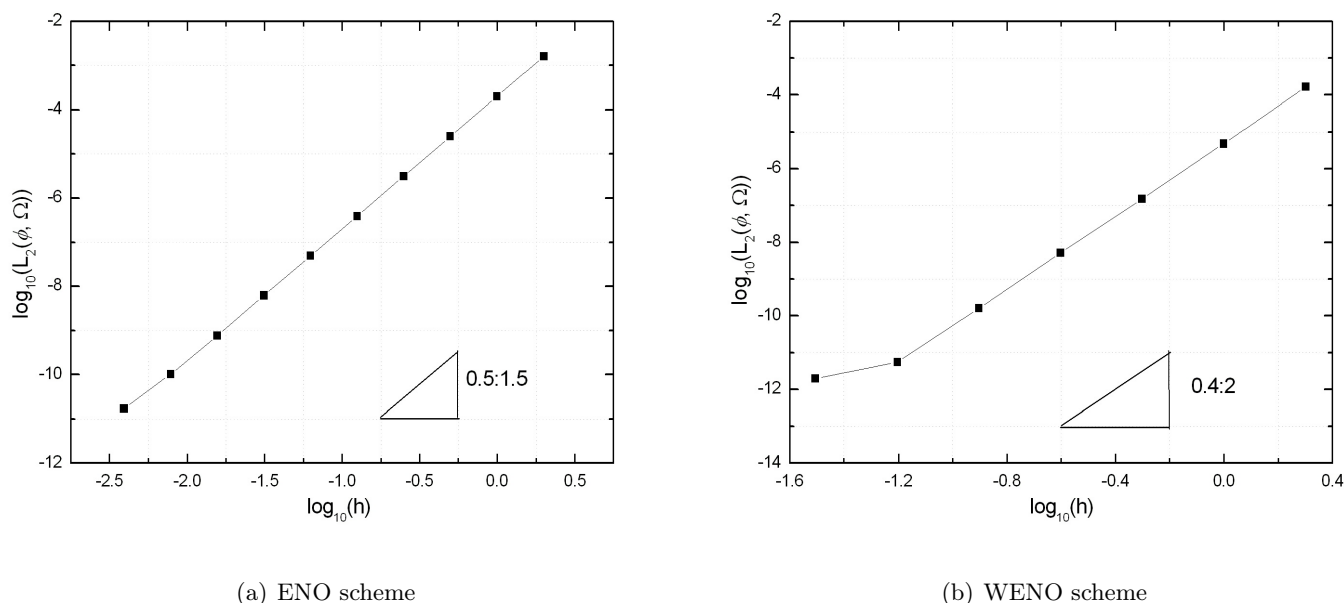 -2
-4
-6
-8
-10
-12
log10(L2(ϕ, Ω))
0.5:1.5
-2.5 -2.0 -1.5 -1.0 -0.5 0.0 0.5
log10(h)
(a) ENO scheme
-2
-4
-6
-8
-10
-12
-14
log10(L2(ϕ, Ω))
0.4:2
-1.6 -1.2 -0.8 -0.4 0.0 0.4
log10(h)
(b) WENO scheme